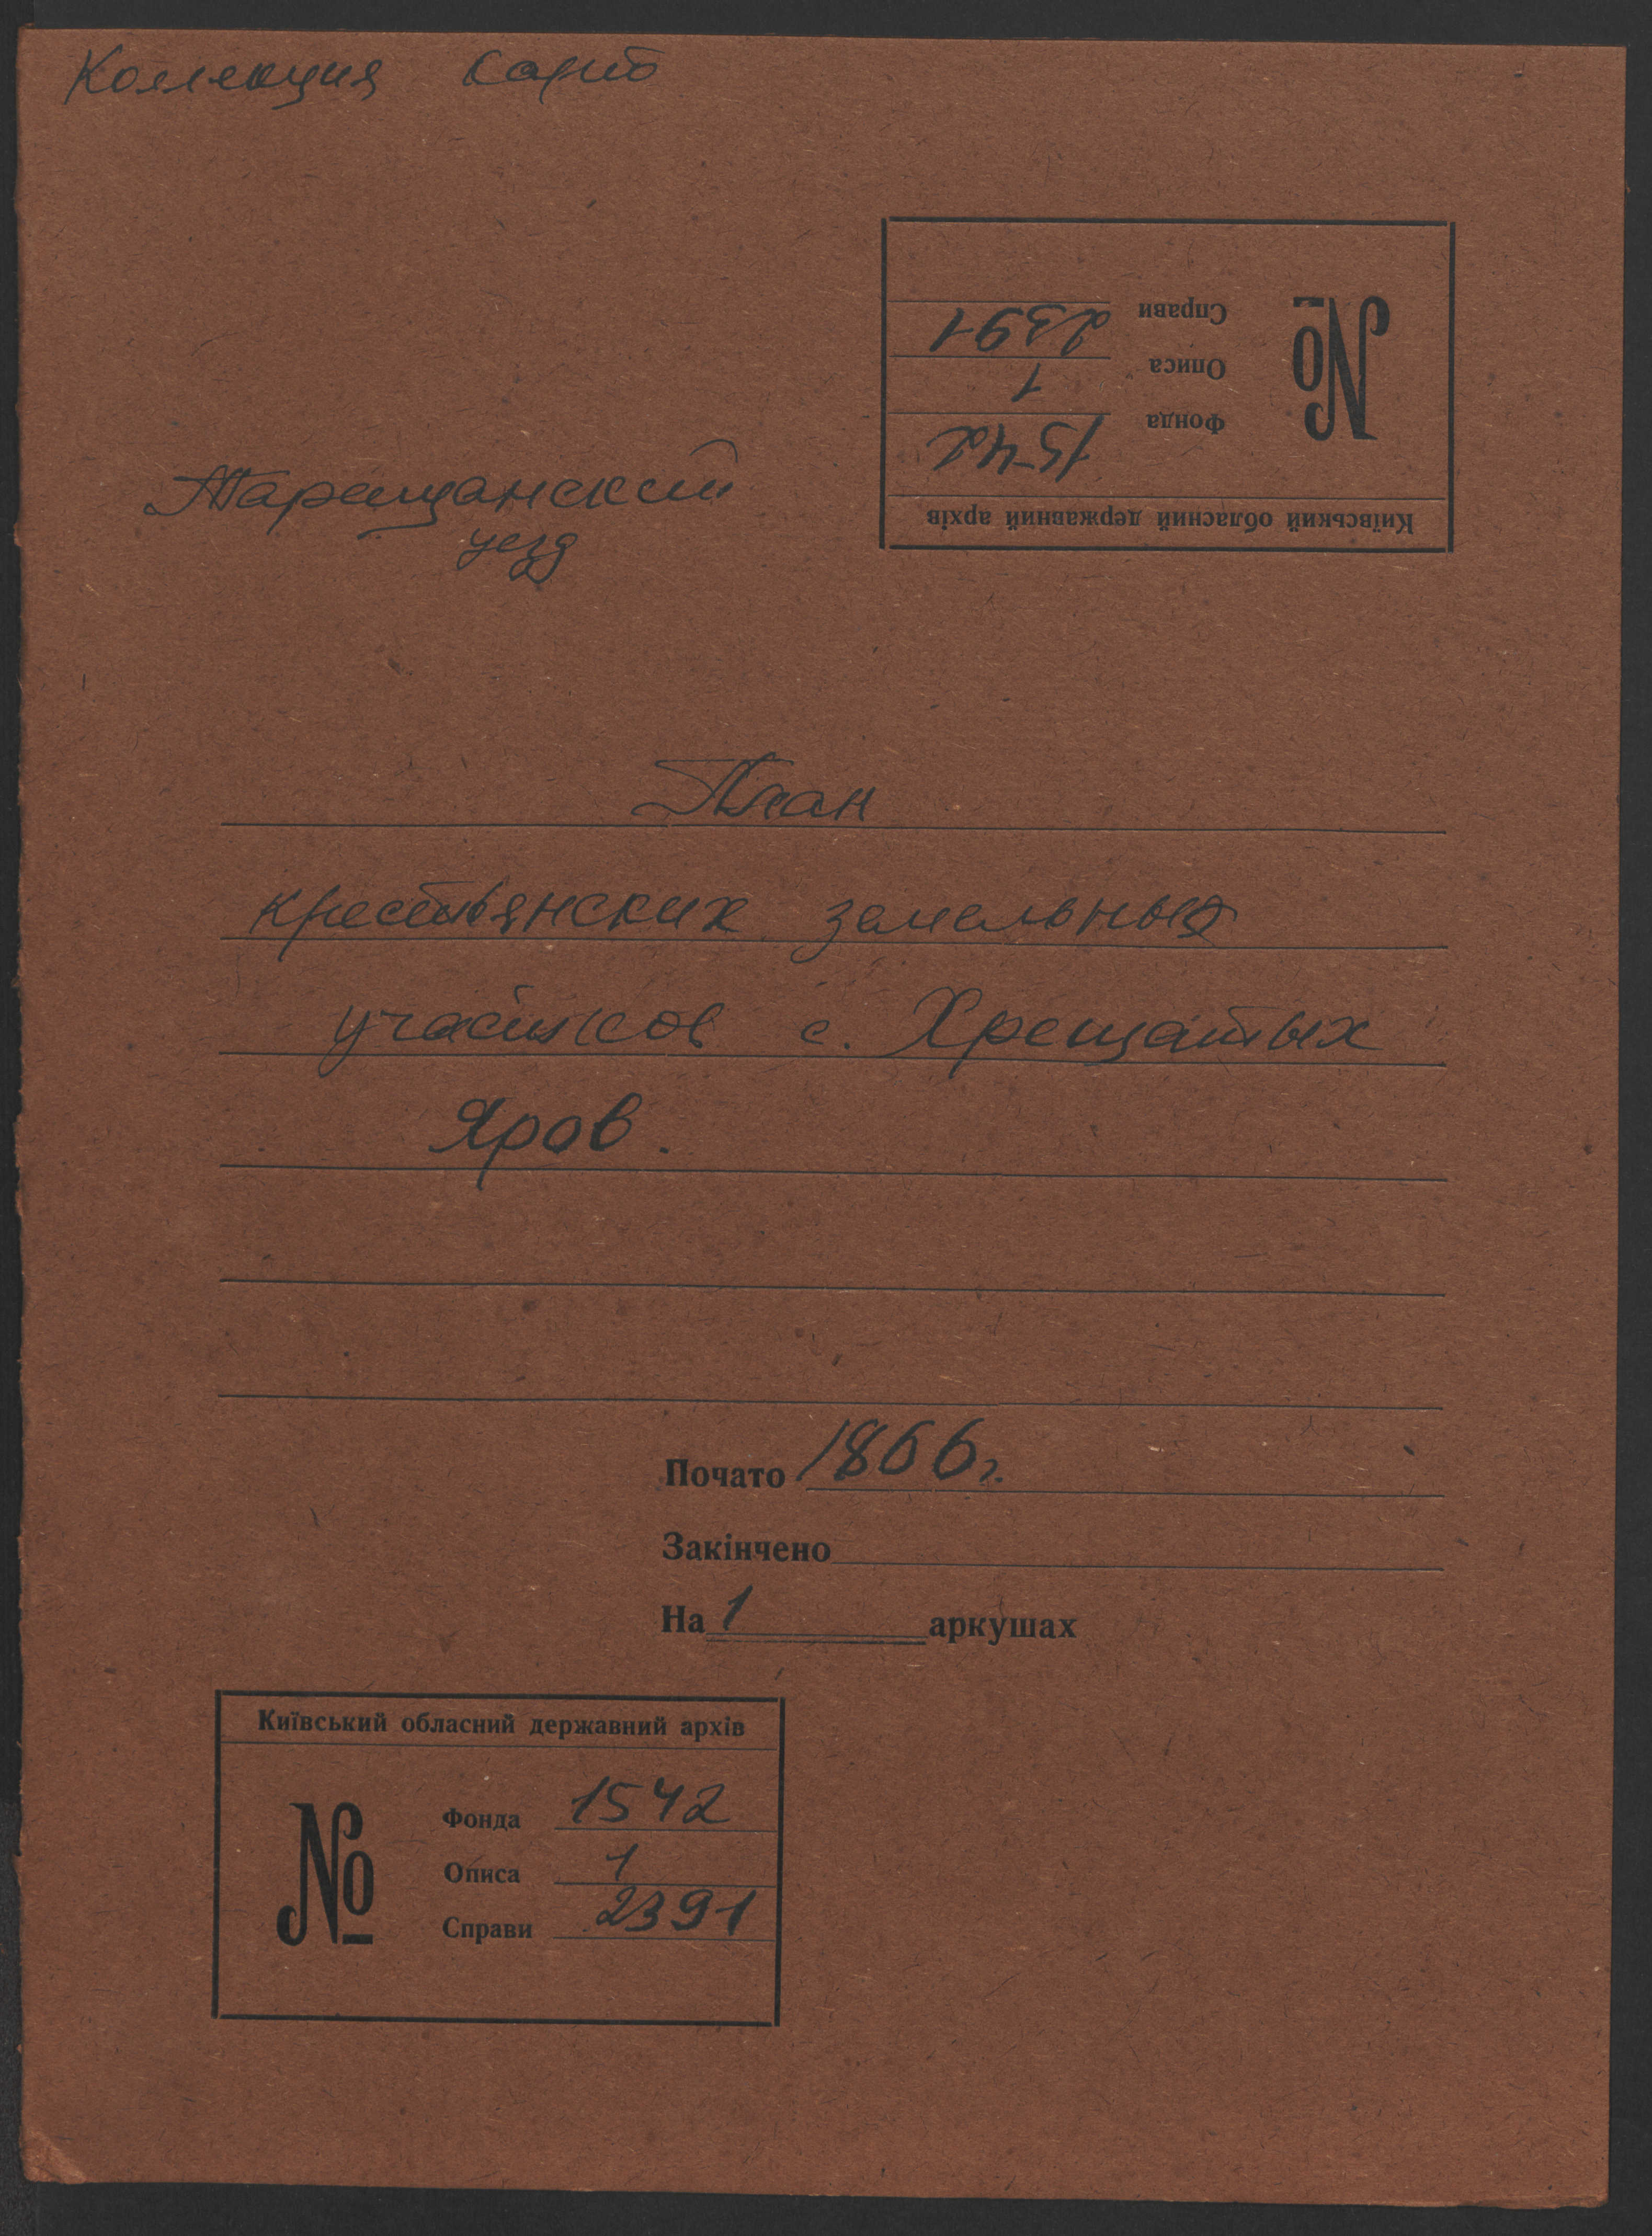 Коллекция карт
Справи 2391
Описа 1
Фонда 1542
№
Київський обласний державний архів
Таращанский
уезд
План
крестьянских земельных
участков с. Хрещатых
Яров.
Почато 1866 г.
Закінчено
На 1 аркушах
Київський обласний державний архів
№
Фонда 1542
Описа 1
Справи 2391